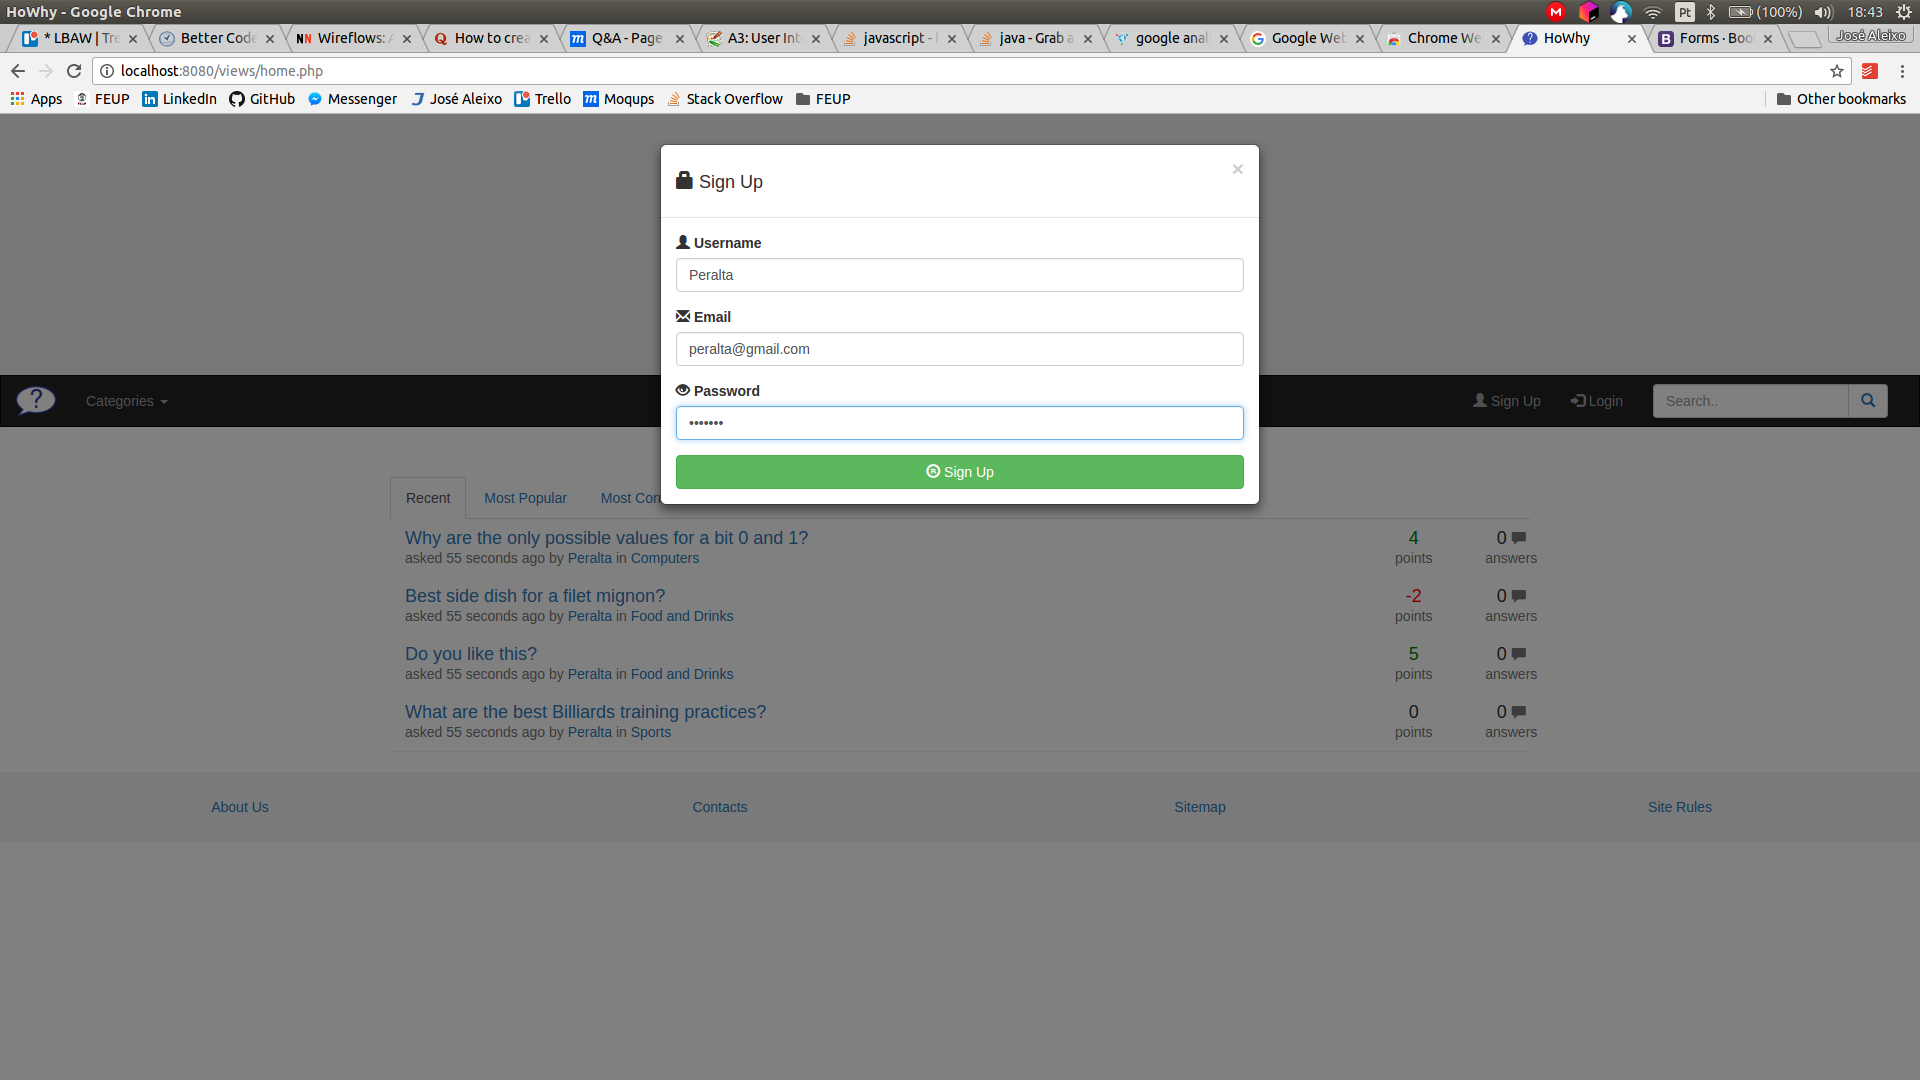 HoWhy - Google Chrome
Pt (100%) 18:43
* LBAW | Tre Better Code Wireflows: A How to crea Q&A - Page A3: User Int javascript - java - Grab a google anal Google Web Chrome We HoWhy Forms · Boo José Aleixo
localhost:8080/views/home.php
Apps FEUP LinkedIn GitHub Messenger José Aleixo Trello Moqups Stack Overflow FEUP Other bookmarks
Sign Up ×
Username
Peralta
Email
peralta@gmail.com
Password
•••••••
Sign Up
? Categories Sign Up Login Search..
Recent Most Popular Most Con
Why are the only possible values for a bit 0 and 1? 4 0
asked 55 seconds ago by Peralta in Computers points answers
Best side dish for a filet mignon? -2 0
asked 55 seconds ago by Peralta in Food and Drinks points answers
Do you like this? 5 0
asked 55 seconds ago by Peralta in Food and Drinks points answers
What are the best Billiards training practices? 0 0
asked 55 seconds ago by Peralta in Sports points answers
About Us Contacts Sitemap Site Rules